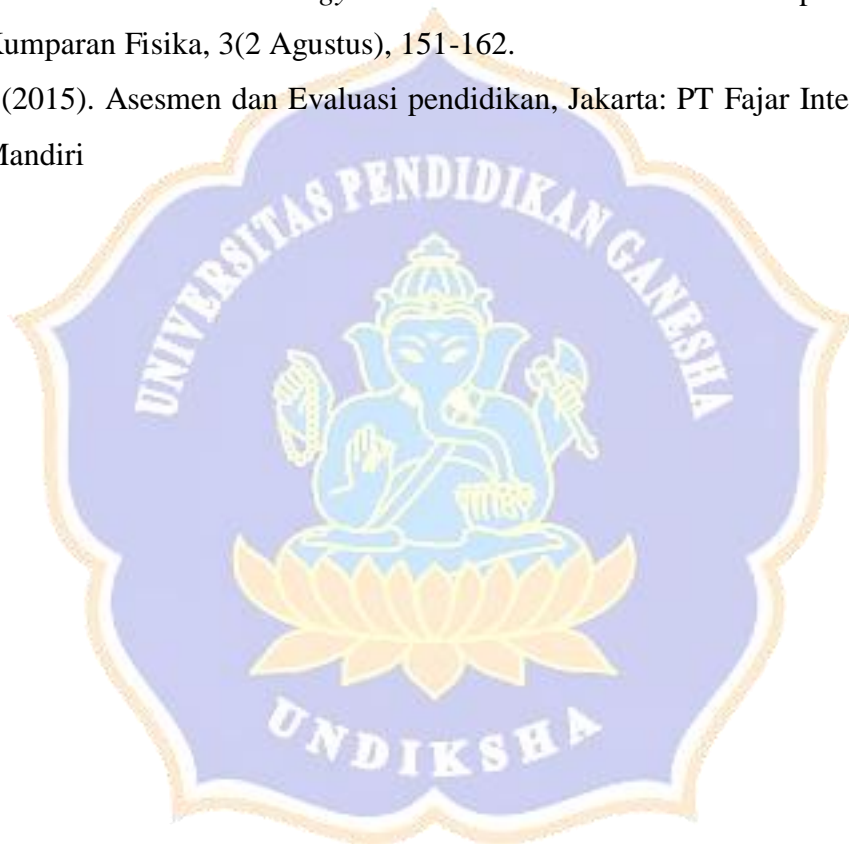 Kumparan Fisika, 3(2 Agustus), 151-162.
(2015). Asesmen dan Evaluasi pendidikan, Jakarta: PT Fajar Inte
Mandiri
UNIVERSITAS PENDIDIKAN GANESHA
UNDIKSHA